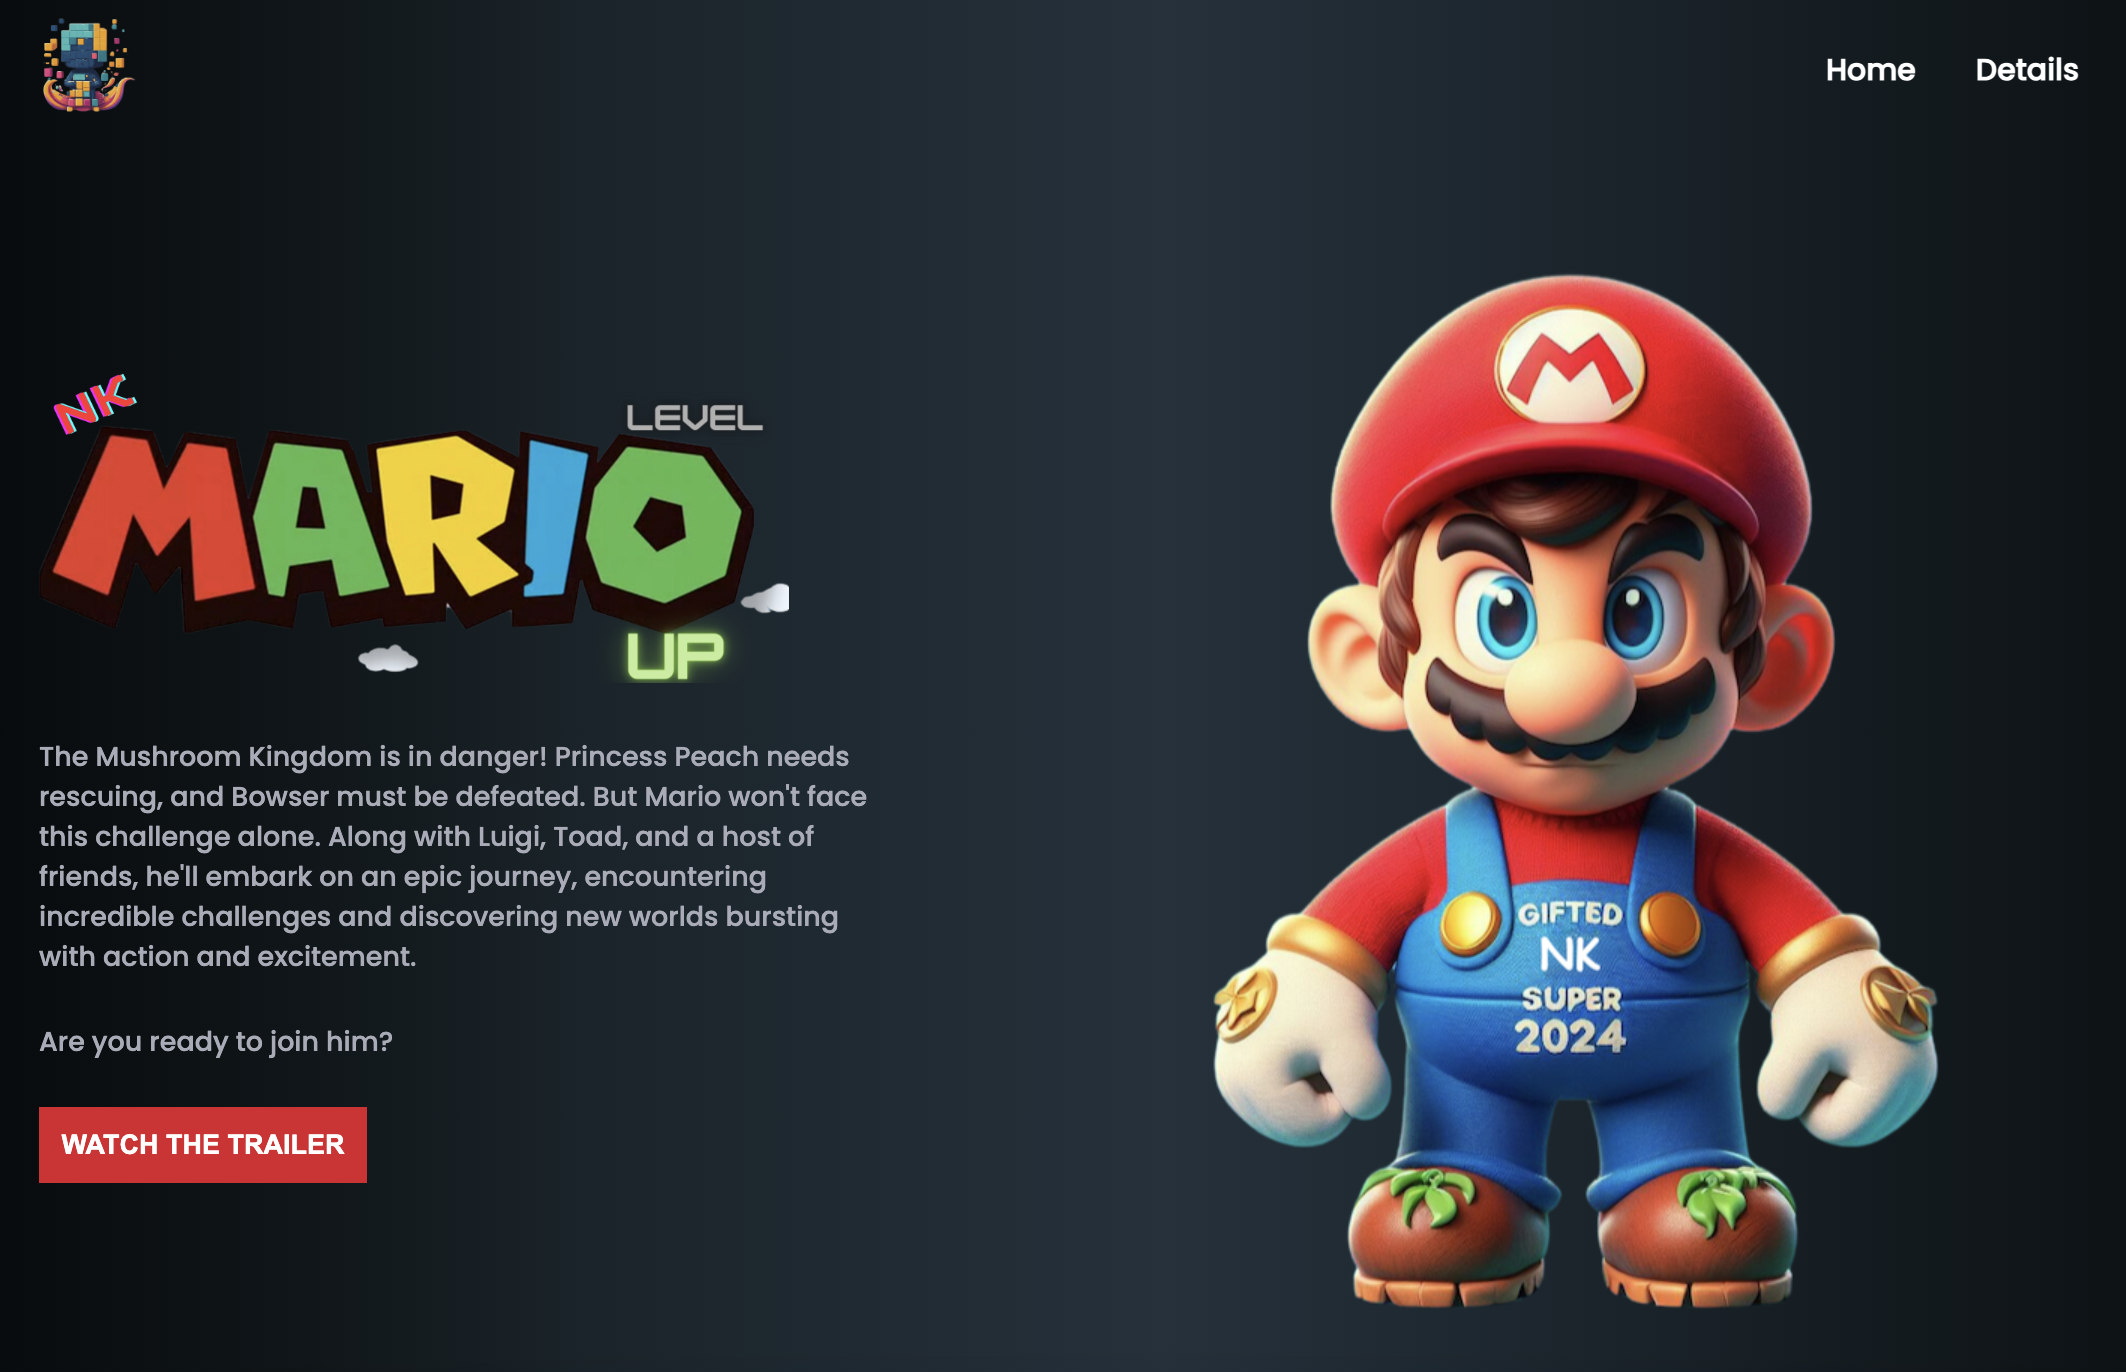 Home
Details
NK
LEVEL
MARIO
UP
The Mushroom Kingdom is in danger! Princess Peach needs
rescuing, and Bowser must be defeated. But Mario won't face
this challenge alone. Along with Luigi, Toad, and a host of
friends, he'll embark on an epic journey, encountering
incredible challenges and discovering new worlds bursting
with action and excitement.
Are you ready to join him?
WATCH THE TRAILER
M
GIFTED
NK
SUPER
2024